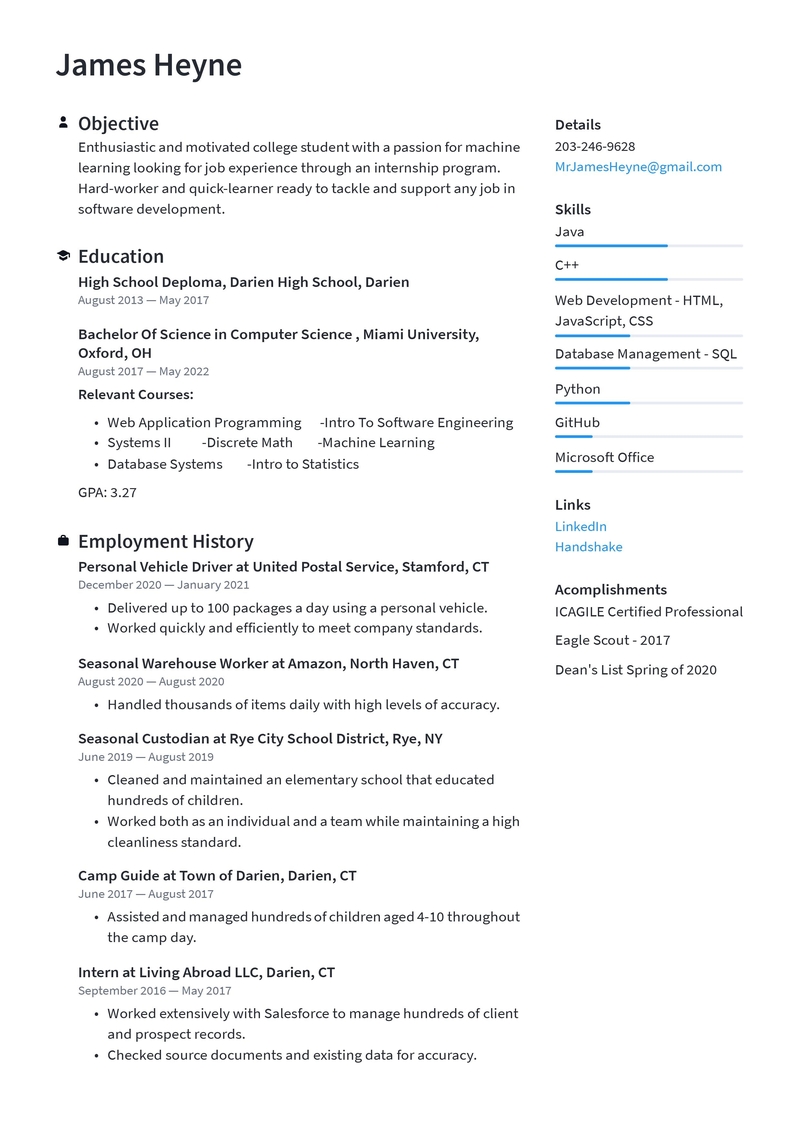 James Heyne
Objective
Enthusiastic and motivated college student with a passion for machine
learning looking for job experience through an internship program.
Hard-worker and quick-learner ready to tackle and support any job in
software development.
Education
High School Deploma, Darien High School, Darien
August 2013 — May 2017
Bachelor Of Science in Computer Science , Miami University,
Oxford, OH
August 2017 — May 2022
Relevant Courses:
• Web Application Programming -Intro To Software Engineering
• Systems II -Discrete Math -Machine Learning
• Database Systems -Intro to Statistics
GPA: 3.27
Employment History
Personal Vehicle Driver at United Postal Service, Stamford, CT
December 2020 — January 2021
• Delivered up to 100 packages a day using a personal vehicle.
• Worked quickly and efficiently to meet company standards.
Seasonal Warehouse Worker at Amazon, North Haven, CT
August 2020 — August 2020
• Handled thousands of items daily with high levels of accuracy.
Seasonal Custodian at Rye City School District, Rye, NY
June 2019 — August 2019
• Cleaned and maintained an elementary school that educated
hundreds of children.
• Worked both as an individual and a team while maintaining a high
cleanliness standard.
Camp Guide at Town of Darien, Darien, CT
June 2017 — August 2017
• Assisted and managed hundreds of children aged 4-10 throughout
the camp day.
Intern at Living Abroad LLC, Darien, CT
September 2016 — May 2017
• Worked extensively with Salesforce to manage hundreds of client
and prospect records.
• Checked source documents and existing data for accuracy.
Details
203-246-9628
MrJamesHeyne@gmail.com
Skills
Java
C++
Web Development - HTML,
JavaScript, CSS
Database Management - SQL
Python
GitHub
Microsoft Office
Links
LinkedIn
Handshake
Acomplishments
ICAGILE Certified Professional
Eagle Scout - 2017
Dean's List Spring of 2020